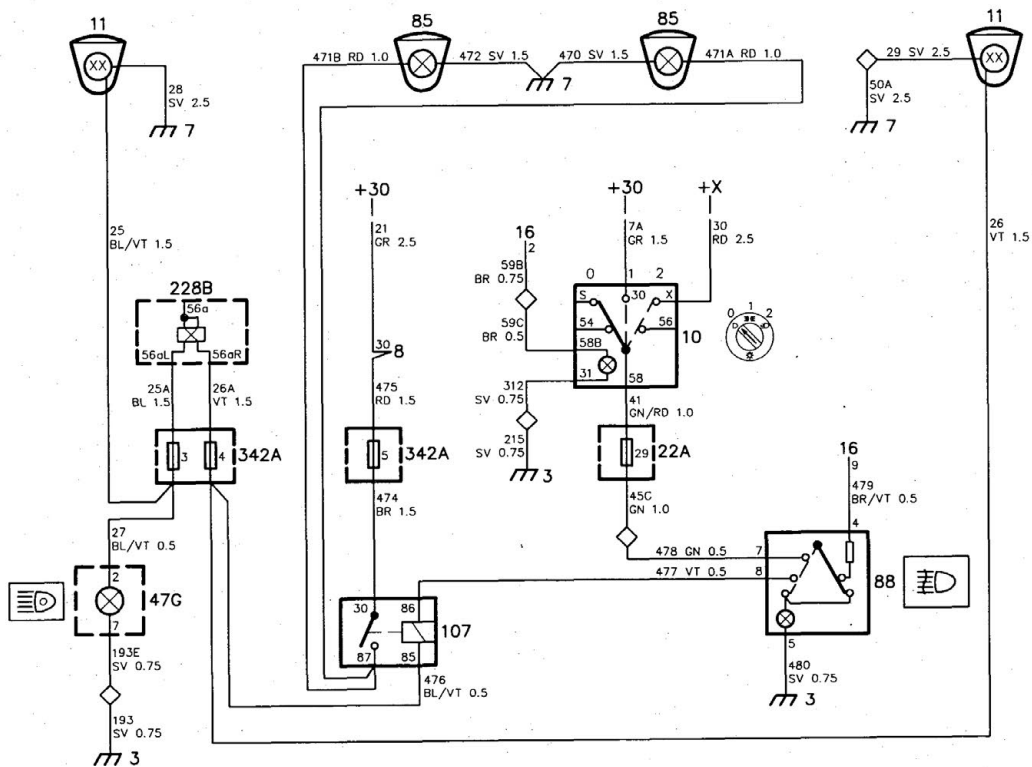 11
85
85
11
XX
XX
471B RD 1.0
472 SV 1.5
470 SV 1.5
471A RD 1.0
29 SV 2.5
28
SV 2.5
7
7
50A
SV 2.5
7
+30
+30
+X
21
GR 2.5
16
2
7A
GR 1.5
30
RD 2.5
25
BL/VT 1.5
26
VT 1.5
59B
BR 0.75
0 1 2
59C
BR 0.5
S
30
X
54
56
58B
31
58
10
0 1 2
228B
56a
56aL
56aR
30
8
25A
BL 1.5
26A
VT 1.5
475
RD 1.5
312
SV 0.75
41
GN/RD 1.0
3
4
342A
5
342A
215
SV 0.75
3
29
22A
474
BR 1.5
45C
GN 1.0
16
9
479
BR/VT 0.5
4
27
BL/VT 0.5
478 GN 0.5
7
477 VT 0.5
8
88
2
47G
7
30
86
107
87
85
5
193E
SV 0.75
476
BL/VT 0.5
480
SV 0.75
3
193
SV 0.75
3